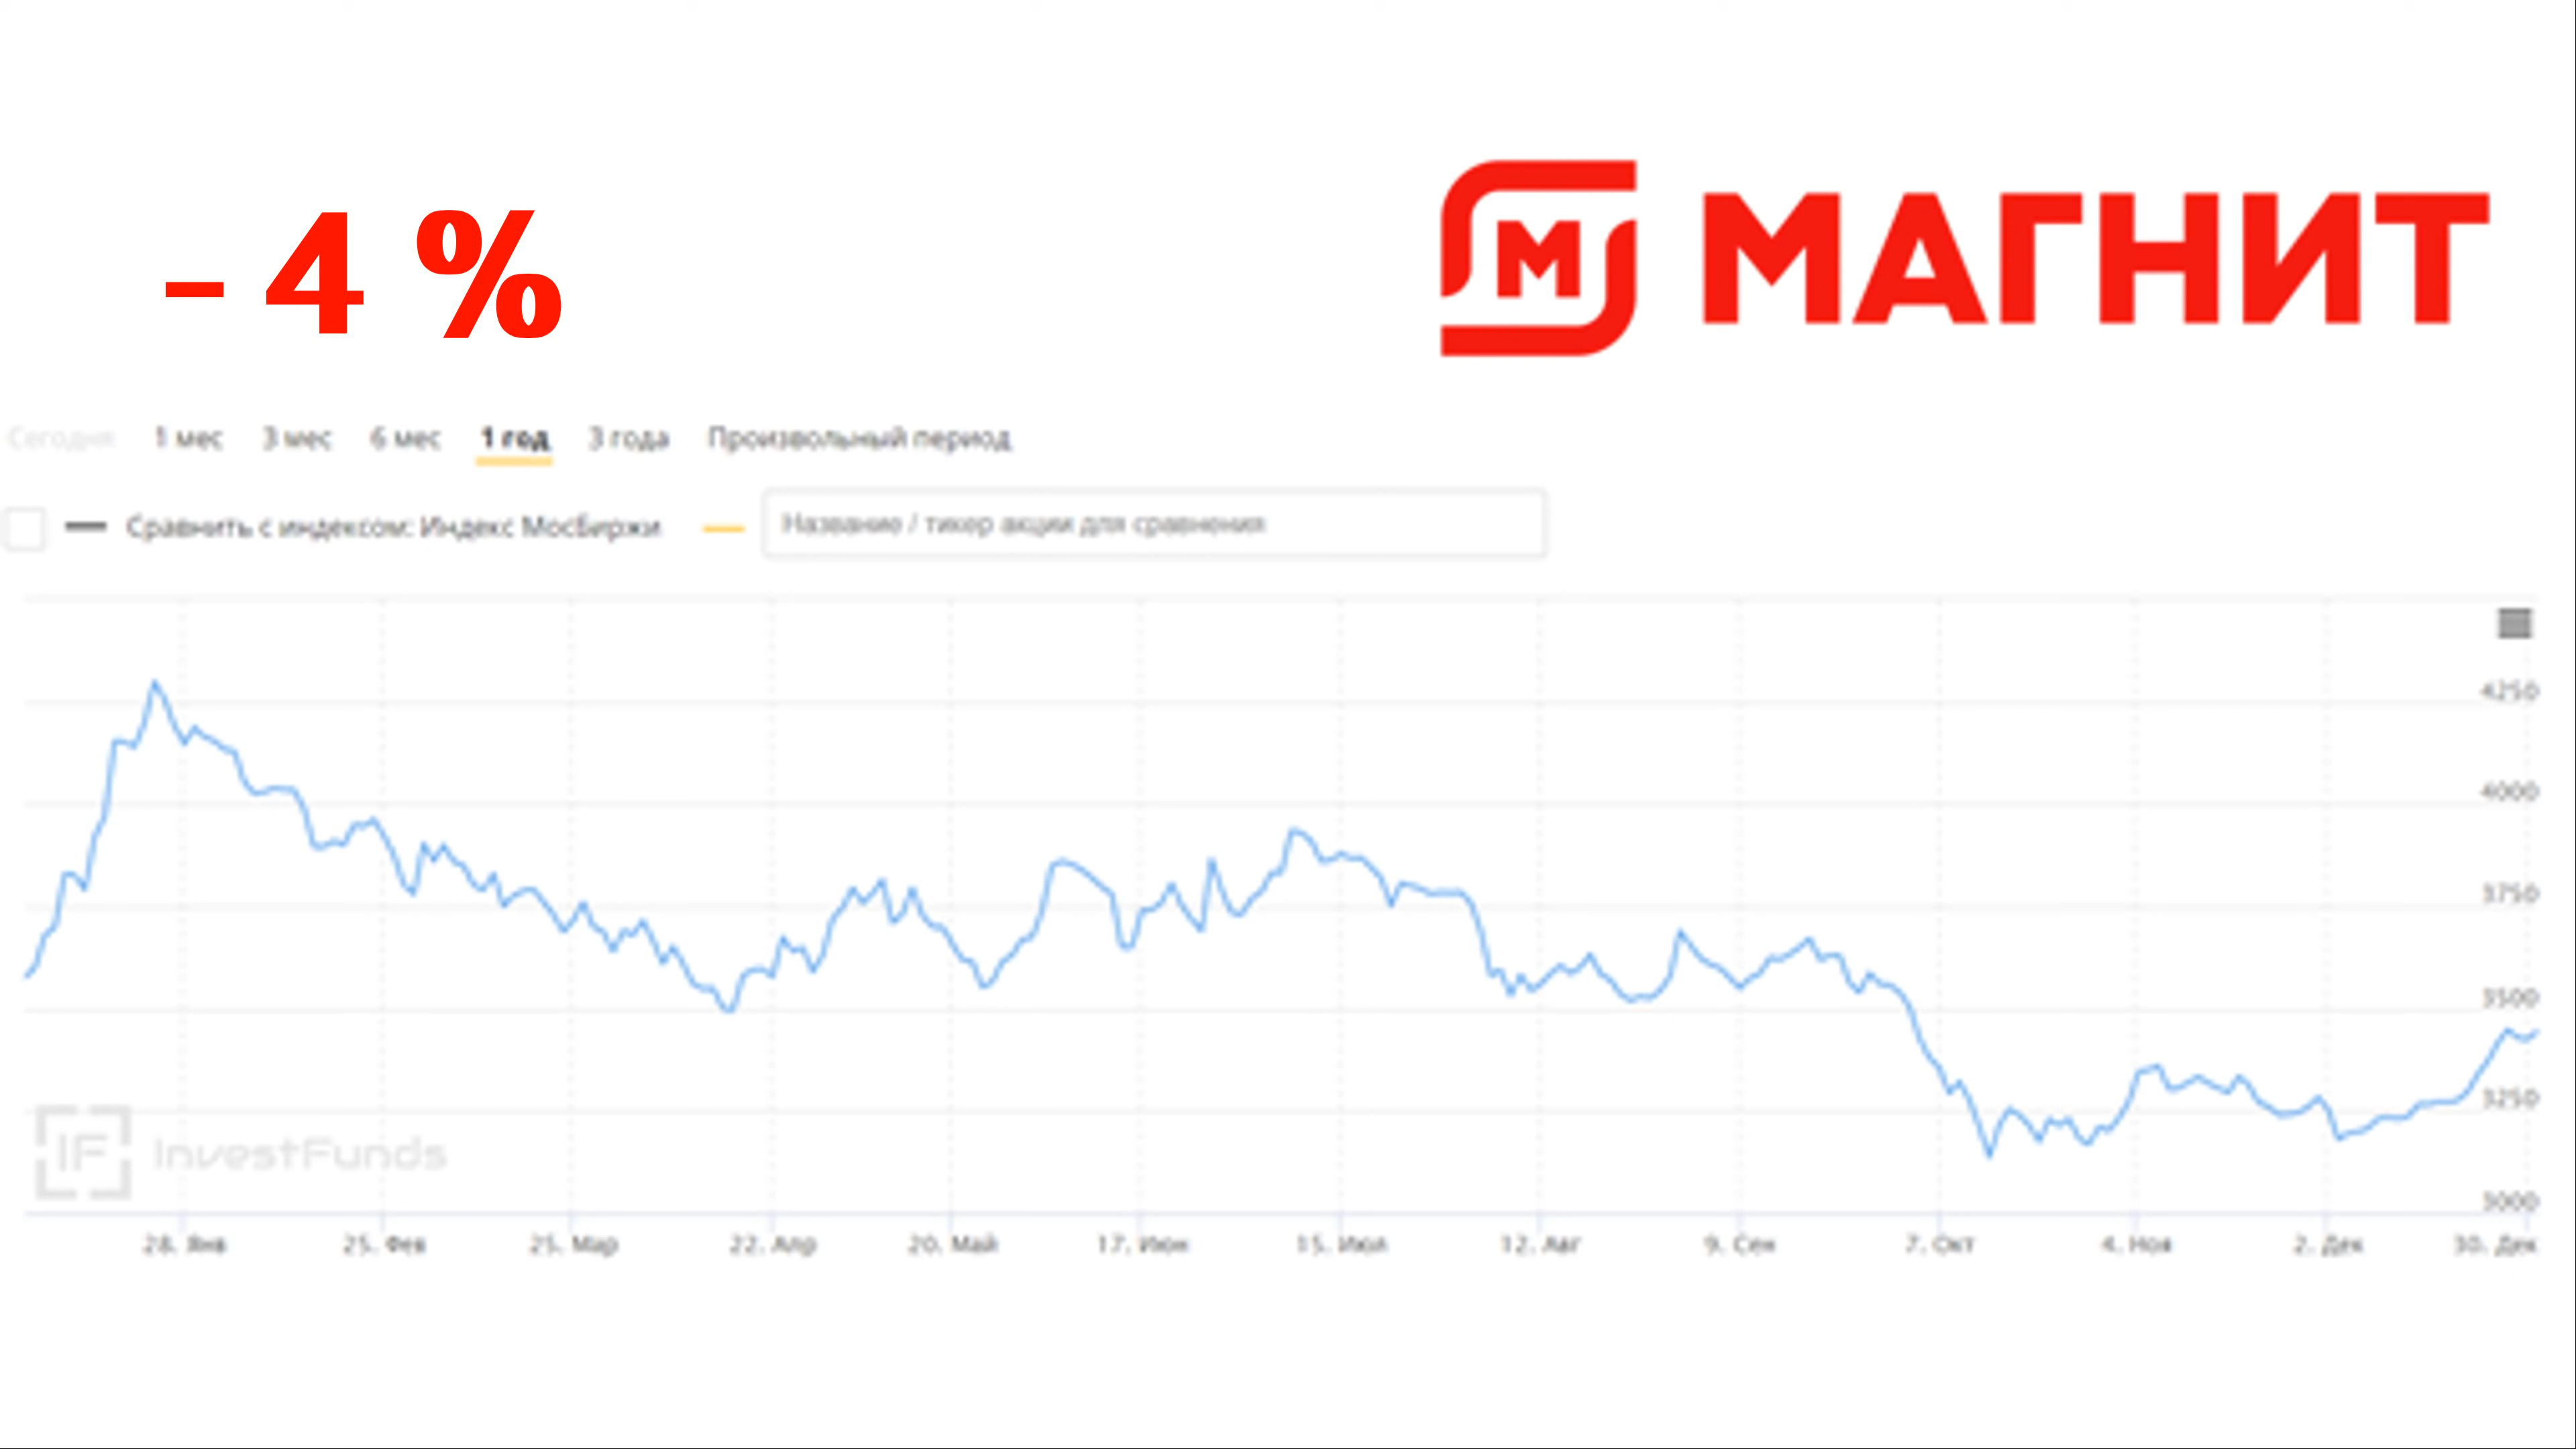 - 4 %
М МАГНИТ
Сегодня 1 мес 3 мес 6 мес 1 год 3 года Произвольный период
Сравнить с индексом: Индекс Мосбиржи Название / тикер акции для сравнения
4250
4000
3750
3500
3250
3000
IF InvestFunds
28. Янв 25. Фев 25. Мар 22. Апр 20. Май 17. Июн 15. Июл 12. Авг 9. Сен 7. Окт 4. Ноя 2. Дек 30. Дек